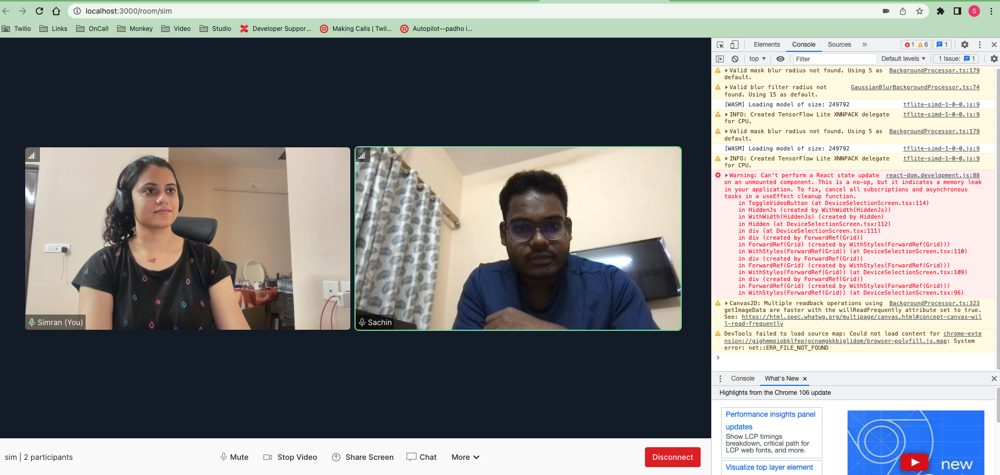 localhost:3000/room/sim
S
Twilio
Links
OnCall
Monkey
Video
Studio
Developer Suppor...
Making Calls | Twil...
Autopilot--padho i...
Elements
Console
Sources
»
1
6
1
top
Filter
Default levels
1 Issue:
1
Valid mask blur radius not found. Using 5 as BackgroundProcessor.ts:179
default.
Valid blur filter radius not GaussianBlurBackgroundProcessor.ts:74
found. Using 15 as default.
[WASM] Loading model of size: 249792 tflite-simd-1-0-0.js:9
INFO: Created TensorFlow Lite XNNPACK delegate tflite-simd-1-0-0.js:9
for CPU.
Valid mask blur radius not found. Using 5 as BackgroundProcessor.ts:179
default.
[WASM] Loading model of size: 249792 tflite-simd-1-0-0.js:9
INFO: Created TensorFlow Lite XNNPACK delegate tflite-simd-1-0-0.js:9
for CPU.
Warning: Can't perform a React state update react-dom.development.js:88
on an unmounted component. This is a no-op, but it indicates a memory leak
in your application. To fix, cancel all subscriptions and asynchronous
tasks in a useEffect cleanup function.
in ToggleVideoButton (at DeviceSelectionScreen.tsx:114)
in HiddenJs (created by WithWidth(HiddenJs))
in WithWidth(HiddenJs) (created by Hidden)
in Hidden (at DeviceSelectionScreen.tsx:112)
in div (at DeviceSelectionScreen.tsx:111)
in div (created by ForwardRef(Grid))
in ForwardRef(Grid) (created by WithStyles(ForwardRef(Grid)))
in WithStyles(ForwardRef(Grid)) (at DeviceSelectionScreen.tsx:110)
in div (created by ForwardRef(Grid))
in ForwardRef(Grid) (created by WithStyles(ForwardRef(Grid)))
in WithStyles(ForwardRef(Grid)) (at DeviceSelectionScreen.tsx:109)
in div (created by ForwardRef(Grid))
in ForwardRef(Grid) (created by WithStyles(ForwardRef(Grid)))
in WithStyles(ForwardRef(Grid)) (at DeviceSelectionScreen.tsx:96)
Canvas2D: Multiple readback operations using BackgroundProcessor.ts:323
getImageData are faster with the willReadFrequently attribute set to true.
See: https://html.spec.whatwg.org/multipage/canvas.html#concept-canvas-wil
l-read-frequently
DevTools failed to load source map: Could not load content for chrome-exte
nsion://gighmmpiobklfepjocnamgkkbiglidom/browser-polyfill.js.map: System
error: net::ERR_FILE_NOT_FOUND
Simran (You)
Sachin
Console
What's New
Highlights from the Chrome 106 update
Performance insights panel
updates
Show LCP timings
breakdown, critical path for
LCP web fonts, and more.
Visualize top layer element
new
sim | 2 participants
Mute
Stop Video
Share Screen
Chat
More
Disconnect